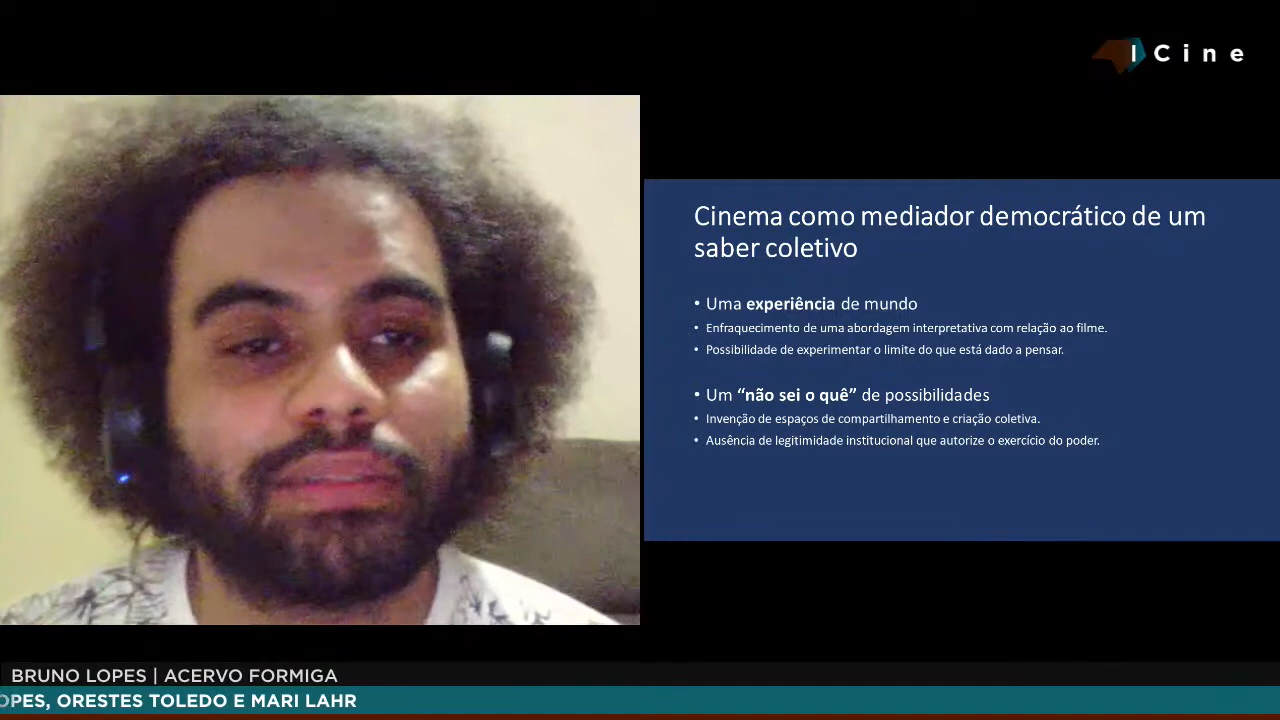 I Cine
Cinema como mediador democrático de um
saber coletivo
• Uma experiência de mundo
• Enfraquecimento de uma abordagem interpretativa com relação ao filme.
• Possibilidade de experimentar o limite do que está dado a pensar.
• Um “não sei o quê” de possibilidades
• Invenção de espaços de compartilhamento e criação coletiva.
• Ausência de legitimidade institucional que autorize o exercício do poder.
BRUNO LOPES | ACERVO FORMIGA
OPES, ORESTES TOLEDO E MARI LAHR